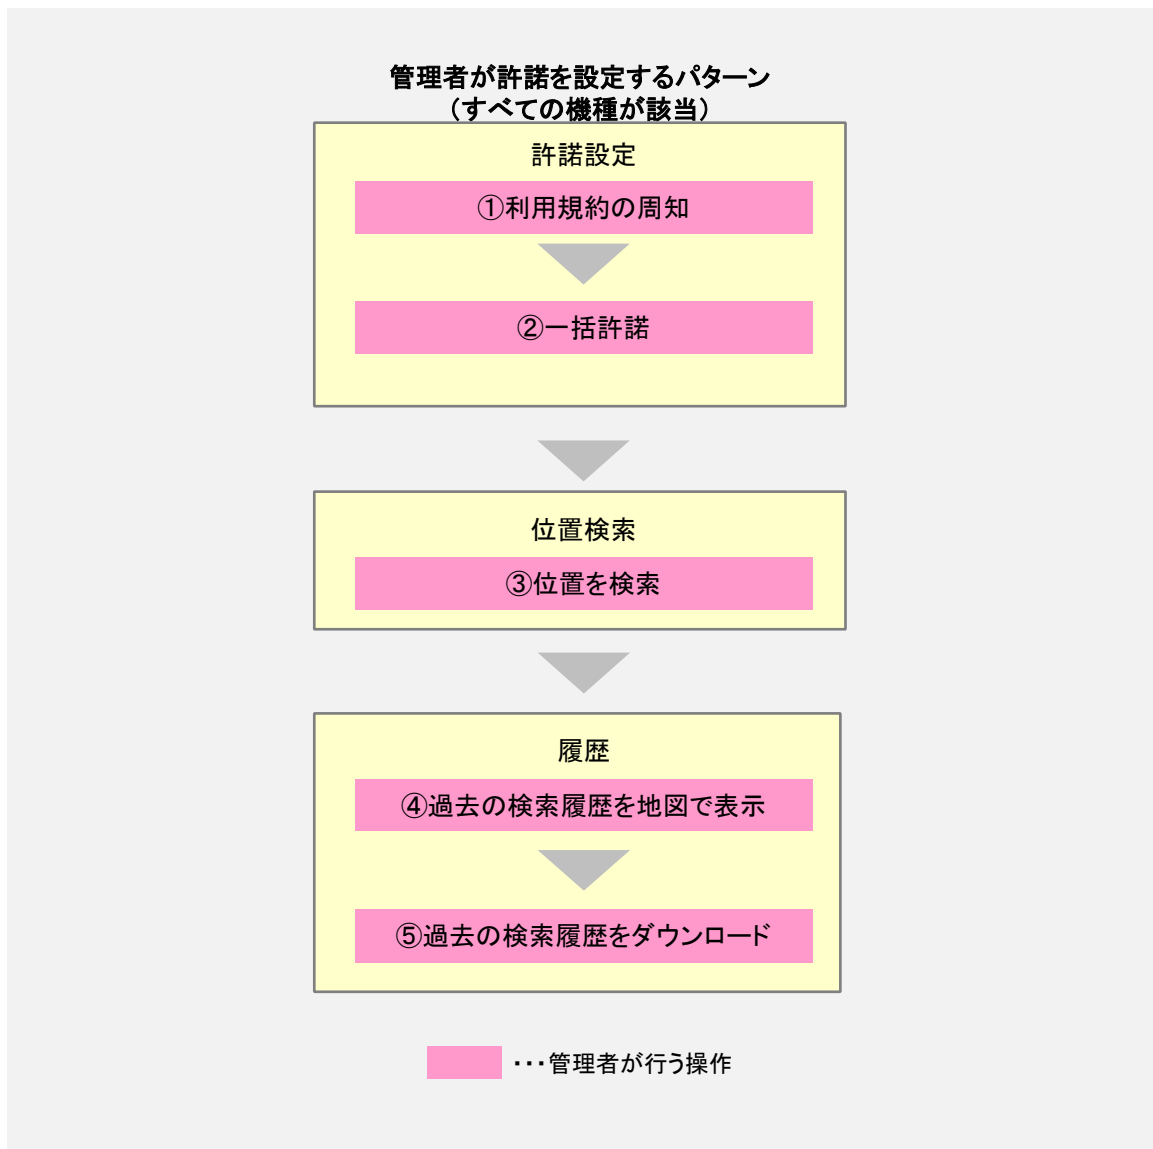 管理者が許諾を設定するパターン
（すべての機種が該当）
許諾設定
①利用規約の周知
②一括許諾
位置検索
③位置を検索
履歴
④過去の検索履歴を地図で表示
⑤過去の検索履歴をダウンロード
・・・管理者が行う操作